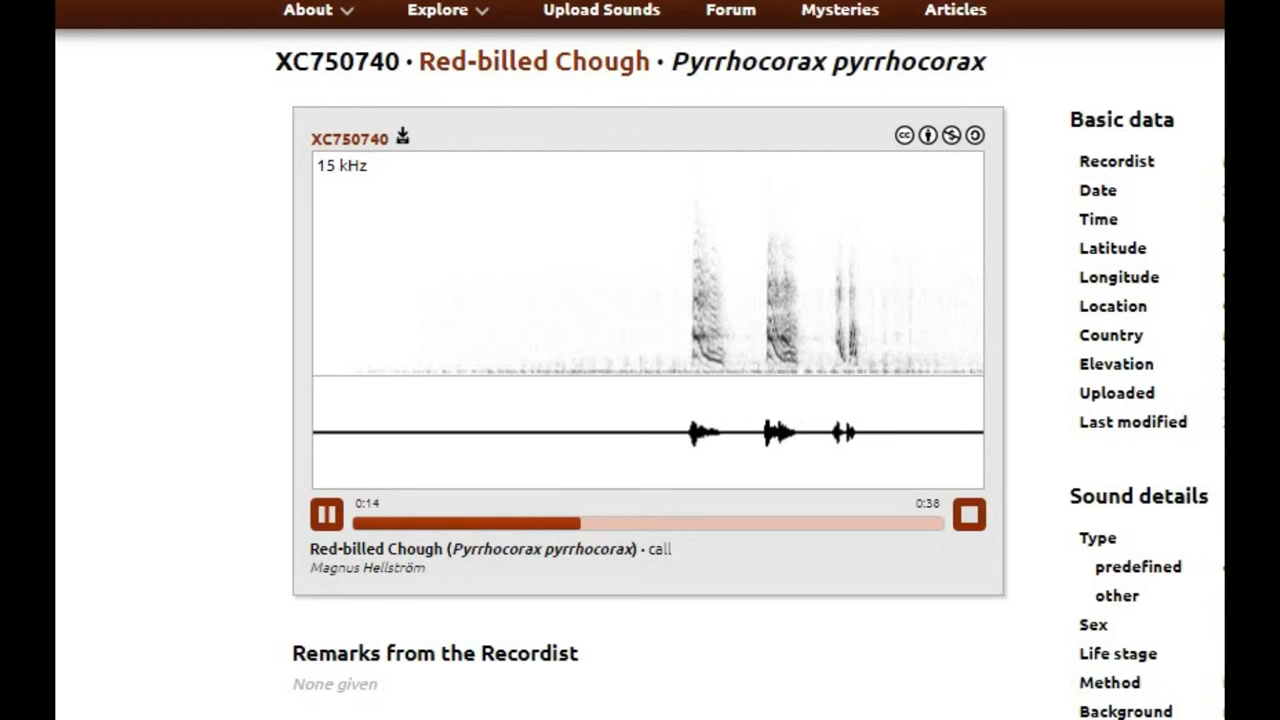 About Explore Upload Sounds Forum Mysteries Articles
XC750740 · Red-billed Chough · Pyrrhocorax pyrrhocorax
XC750740
15 kHz
0:14 0:38
Red-billed Chough (Pyrrhocorax pyrrhocorax) · call
Magnus Hellström
Remarks from the Recordist
None given
Basic data
Recordist
Date
Time
Latitude
Longitude
Location
Country
Elevation
Uploaded
Last modified
Sound details
Type
predefined
other
Sex
Life stage
Method
Background